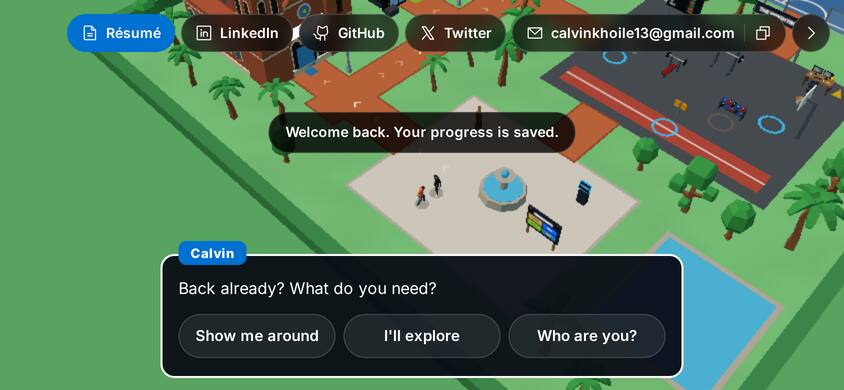 Résumé
LinkedIn
GitHub
Twitter
calvinkhoile13@gmail.com
Welcome back. Your progress is saved.
Calvin
Back already? What do you need?
Show me around
I'll explore
Who are you?